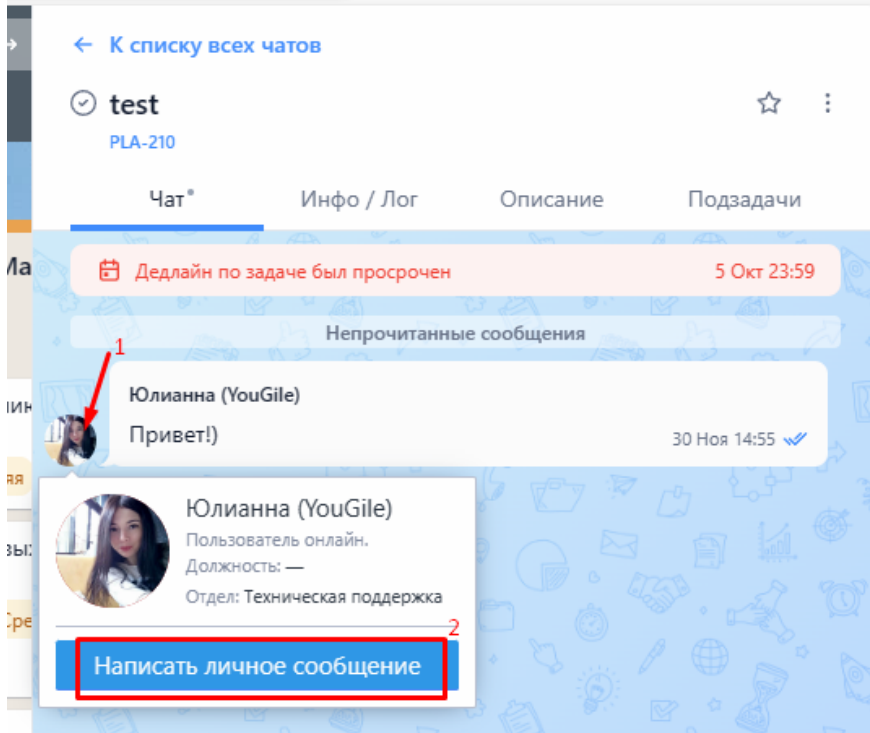 К списку всех чатов
test
PLA-210
Чат Инфо / Лог Описание Подзадачи
Дедлайн по задаче был просрочен 5 Окт 23:59
Непрочитанные сообщения
1
Юлианна (YouGile)
Привет!) 30 Ноя 14:55
Юлианна (YouGile)
Пользователь онлайн.
Должность: —
Отдел: Техническая поддержка
2
Написать личное сообщение